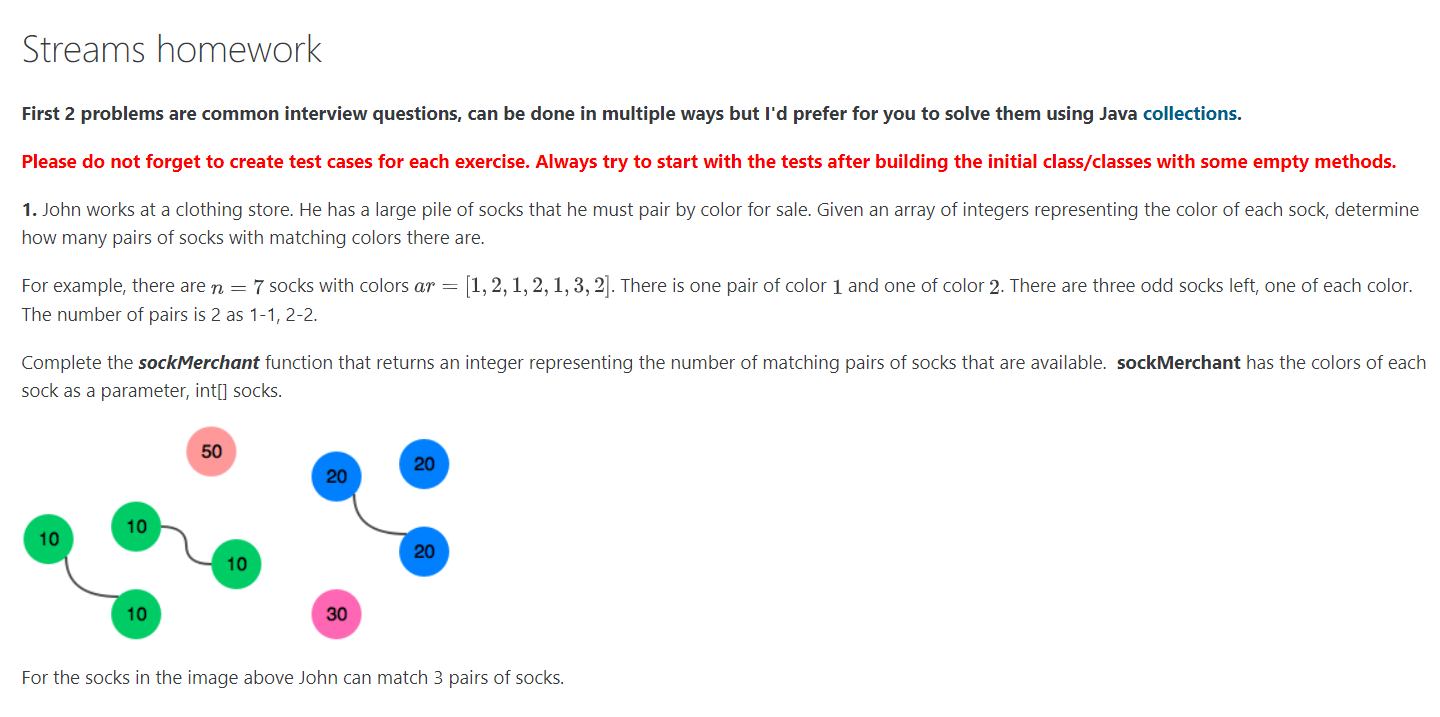 Streams homework
First 2 problems are common interview questions, can be done in multiple ways but I'd prefer for you to solve them using Java collections.
Please do not forget to create test cases for each exercise. Always try to start with the tests after building the initial class/classes with some empty methods.
1. John works at a clothing store. He has a large pile of socks that he must pair by color for sale. Given an array of integers representing the color of each sock, determine
how many pairs of socks with matching colors there are.
For example, there are n = 7 socks with colors ar = [1, 2, 1, 2, 1, 3, 2]. There is one pair of color 1 and one of color 2. There are three odd socks left, one of each color.
The number of pairs is 2 as 1-1, 2-2.
Complete the sockMerchant function that returns an integer representing the number of matching pairs of socks that are available. sockMerchant has the colors of each
sock as a parameter, int[] socks.
50
20
20
10
10
20
10
10
30
For the socks in the image above John can match 3 pairs of socks.